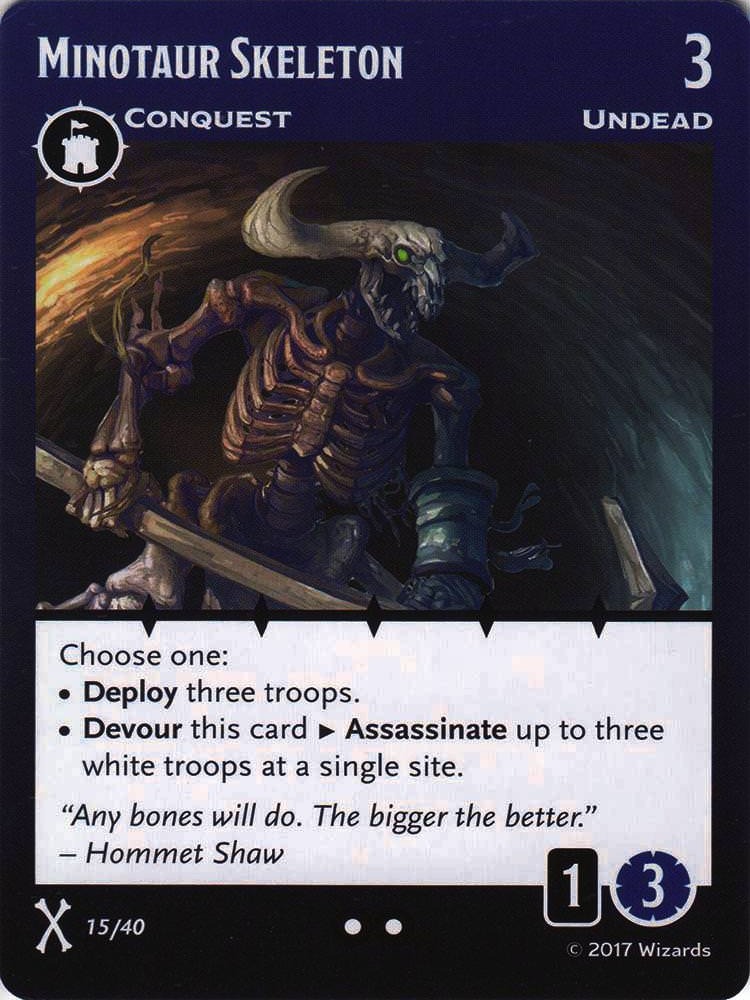 MINOTAUR SKELETON 3
CONQUEST UNDEAD
Choose one:
• Deploy three troops.
• Devour this card ▶ Assassinate up to three
white troops at a single site.
“Any bones will do. The bigger the better.”
– Hommet Shaw
1 3
15/40
© 2017 Wizards